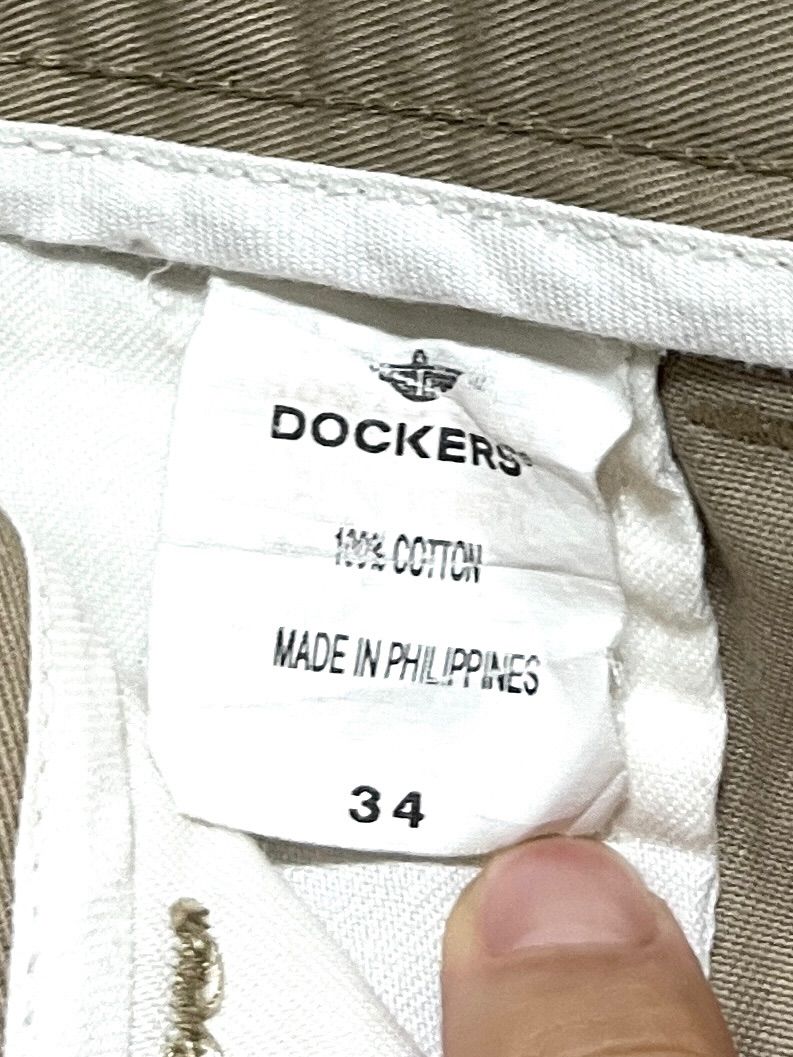 DOCKERS®
100% COTTON
MADE IN PHILIPPINES
34